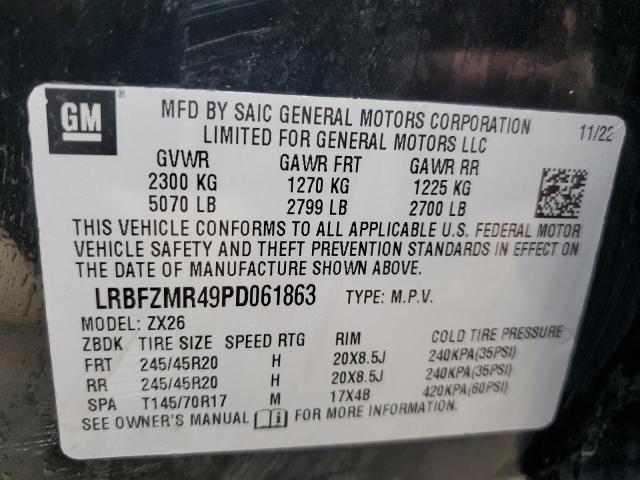 GM ®
MFD BY SAIC GENERAL MOTORS CORPORATION 11/22
LIMITED FOR GENERAL MOTORS LLC
GVWR GAWR FRT GAWR RR
2300 KG 1270 KG 1225 KG
5070 LB 2799 LB 2700 LB
THIS VEHICLE CONFORMS TO ALL APPLICABLE U.S. FEDERAL MOTOR
VEHICLE SAFETY AND THEFT PREVENTION STANDARDS IN EFFECT ON
THE DATE OF MANUFACTURE SHOWN ABOVE.
LRBFZMR49PD061863 TYPE: M.P.V.
MODEL: ZX26
ZBDK TIRE SIZE SPEED RTG RIM COLD TIRE PRESSURE
FRT 245/45R20 H 20X8.5J 240KPA(35PSI)
RR 245/45R20 H 20X8.5J 240KPA(35PSI)
SPA T145/70R17 M 17X4B 420KPA(60PSI)
SEE OWNER'S MANUAL FOR MORE INFORMATION.